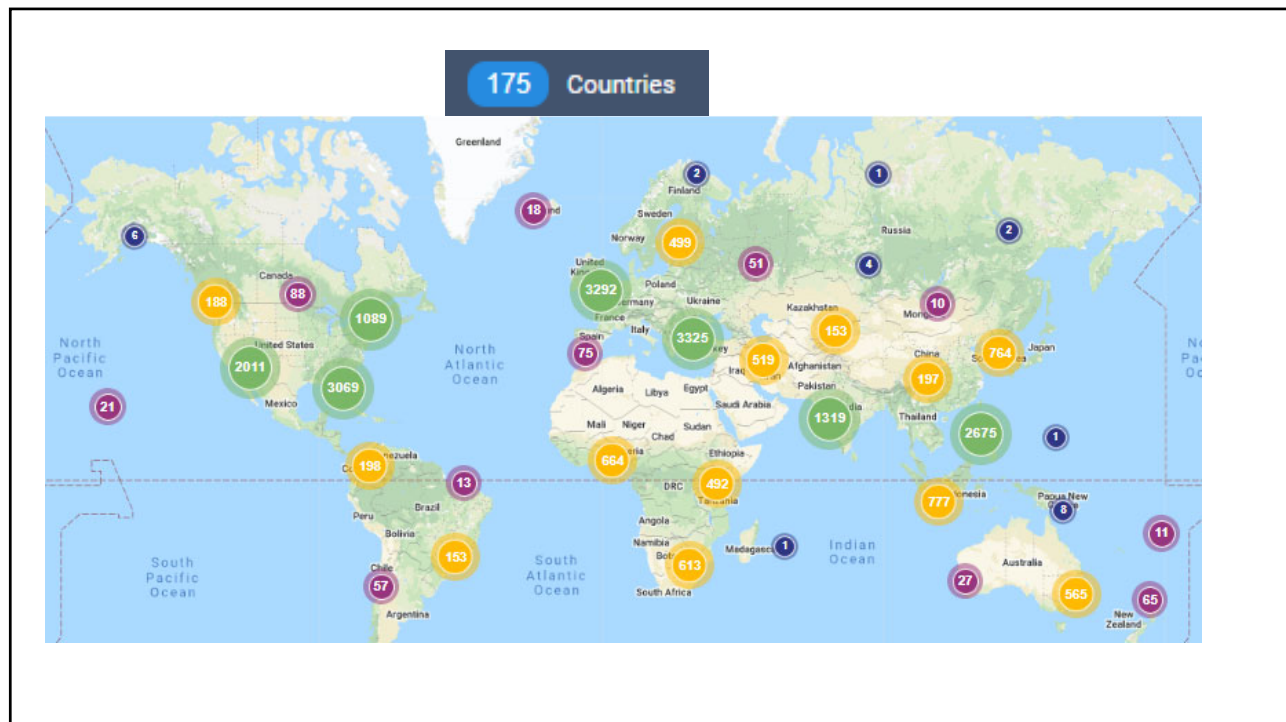 175 Countries
Greenland
2
1
Finland
18
Sweden
6
Norway
499
Russia
2
51
4
Canada
United
3292
Poland
Ukraine
Kazakhstan
188
88
1089
France
Italy
10
153
United States
North
Pacific
Ocean
North
Atlantic
Ocean
Spain
75
3325
519
Afghanistan
China
764
Japan
2011
3069
Algeria
Libya
Egypt
Iraq
Pakistan
197
Mexico
21
Saudi Arabia
1319
Thailand
2675
1
Mali
Niger
Chad
Sudan
198
664
Ethiopia
13
DRC
492
777
Papua New
8
Peru
Brazil
Bolivia
Angola
Namibia
Madagasc
1
Indian
Ocean
11
South
Pacific
Ocean
153
South
Atlantic
Ocean
613
Australia
Chile
57
South Africa
27
565
65
Argentina
New
Zealand